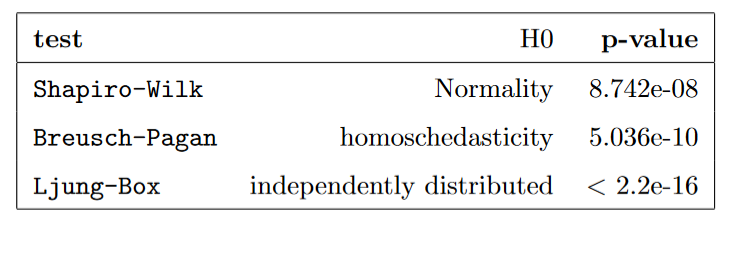 test H0 p-value
Shapiro-Wilk Normality 8.742e-08
Breusch-Pagan homoschedasticity 5.036e-10
Ljung-Box independently distributed < 2.2e-16